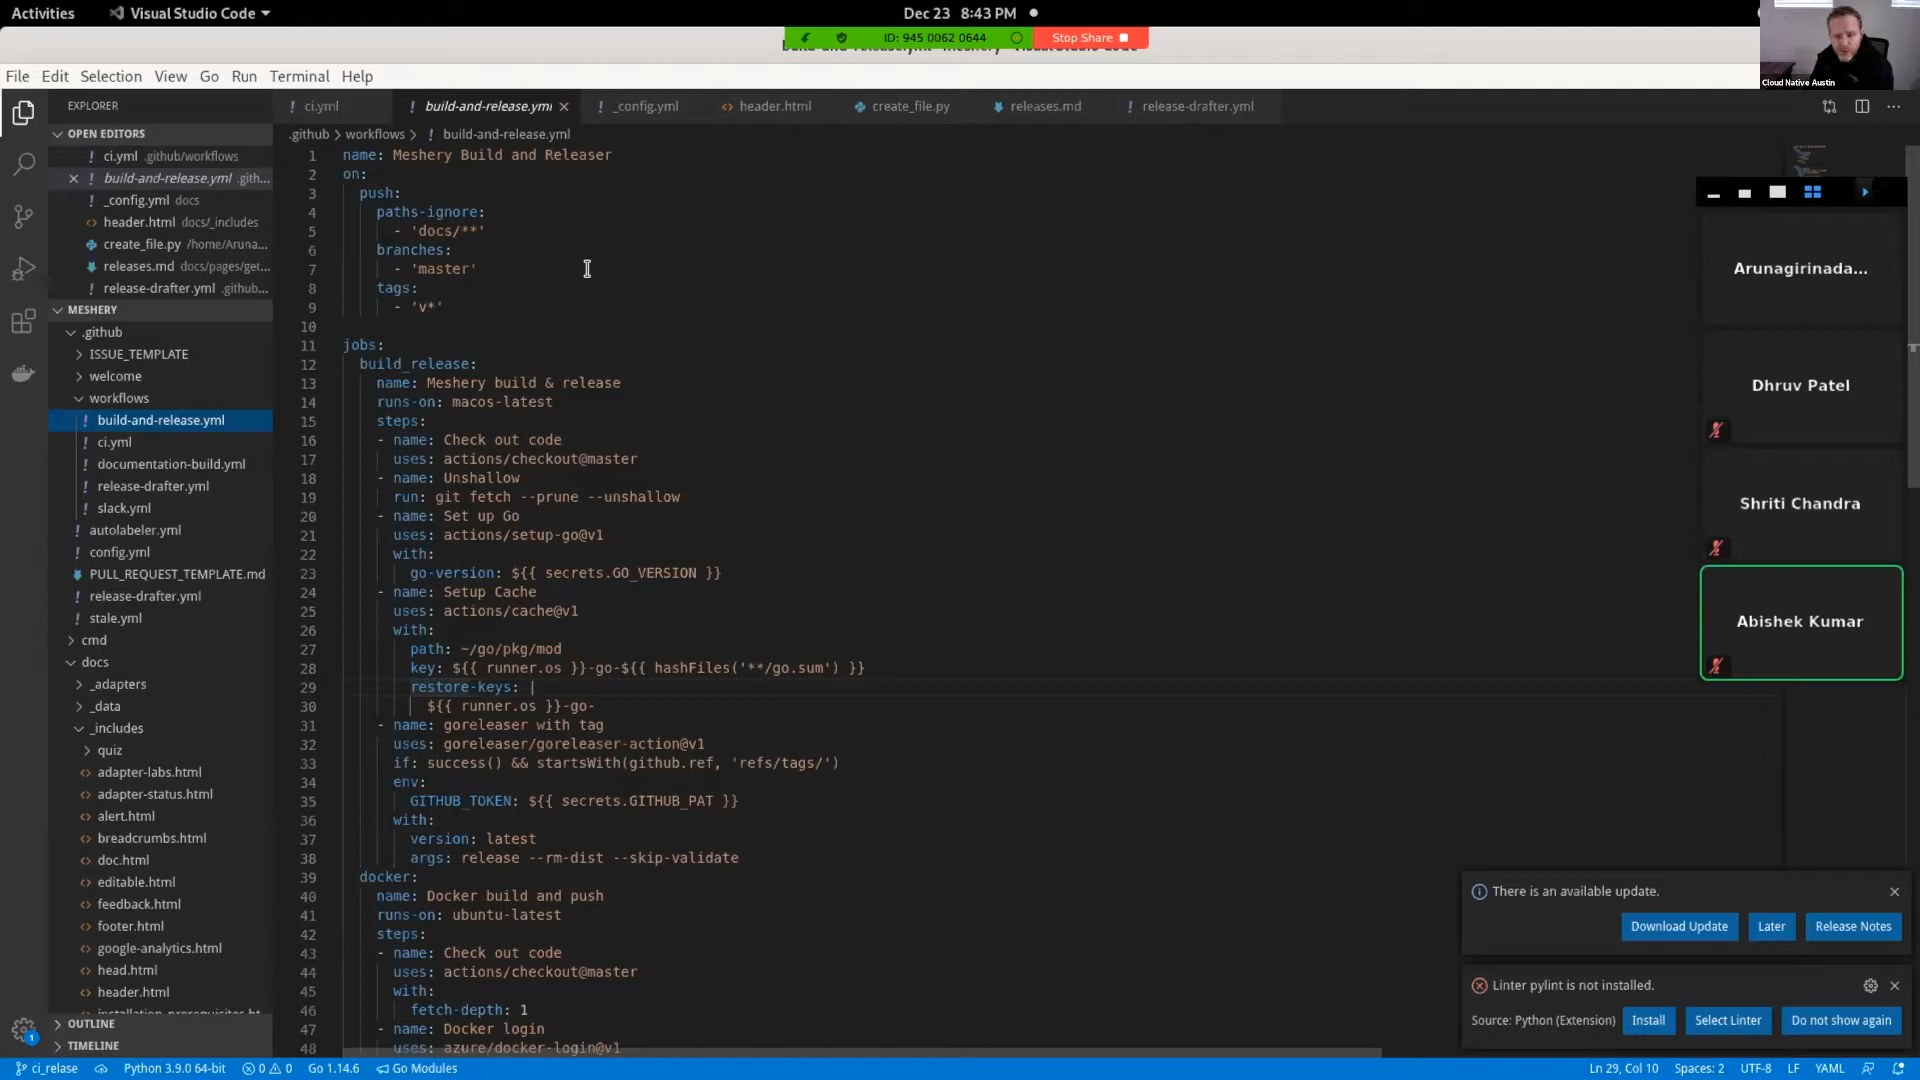 Activities
Visual Studio Code
Dec 23 8:43 PM
ID: 945 0062 0644
Stop Share
Cloud Native Austin
File Edit Selection View Go Run Terminal Help
EXPLORER
OPEN EDITORS
ci.yml .github/workflows
build-and-release.yml .gith...
_config.yml docs
header.html docs/_includes
create_file.py /home/Aruna...
releases.md docs/pages/get...
release-drafter.yml .github...
MESHERY
.github
ISSUE_TEMPLATE
welcome
workflows
build-and-release.yml
ci.yml
documentation-build.yml
release-drafter.yml
slack.yml
autolabeler.yml
config.yml
PULL_REQUEST_TEMPLATE.md
release-drafter.yml
stale.yml
cmd
docs
_adapters
_data
_includes
quiz
adapter-labs.html
adapter-status.html
alert.html
breadcrumbs.html
doc.html
editable.html
feedback.html
footer.html
google-analytics.html
head.html
header.html
OUTLINE
TIMELINE
ci.yml
build-and-release.yml
_config.yml
header.html
create_file.py
releases.md
release-drafter.yml
.github > workflows > ! build-and-release.yml
1 name: Meshery Build and Releaser
2 on:
3 push:
4 paths-ignore:
5 - 'docs/**'
6 branches:
7 - 'master'
8 tags:
9 - 'v*'
10
11 jobs:
12 build_release:
13 name: Meshery build & release
14 runs-on: macos-latest
15 steps:
16 - name: Check out code
17 uses: actions/checkout@master
18 - name: Unshallow
19 run: git fetch --prune --unshallow
20 - name: Set up Go
21 uses: actions/setup-go@v1
22 with:
23 go-version: ${{ secrets.GO_VERSION }}
24 - name: Setup Cache
25 uses: actions/cache@v1
26 with:
27 path: ~/go/pkg/mod
28 key: ${{ runner.os }}-go-${{ hashFiles('**/go.sum') }}
29 restore-keys: |
30 ${{ runner.os }}-go-
31 - name: goreleaser with tag
32 uses: goreleaser/goreleaser-action@v1
33 if: success() && startsWith(github.ref, 'refs/tags/')
34 env:
35 GITHUB_TOKEN: ${{ secrets.GITHUB_PAT }}
36 with:
37 version: latest
38 args: release --rm-dist --skip-validate
39 docker:
40 name: Docker build and push
41 runs-on: ubuntu-latest
42 steps:
43 - name: Check out code
44 uses: actions/checkout@master
45 with:
46 fetch-depth: 1
47 - name: Docker login
48 uses: azure/docker-login@v1
Arunagirinada...
Dhruv Patel
Shriti Chandra
Abishek Kumar
There is an available update.
Download Update
Later
Release Notes
Linter pylint is not installed.
Source: Python (Extension)
Install
Select Linter
Do not show again
1
ci_relase
Python 3.9.0 64-bit
0 0
Go 1.14.6
Go Modules
Ln 29, Col 10
Spaces: 2
UTF-8
LF
YAML